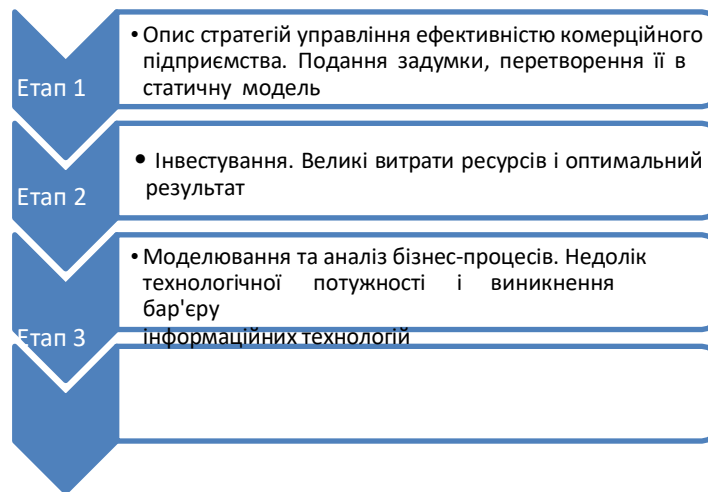 • Опис стратегій управління ефективністю комерційного
підприємства. Подання задумки, перетворення її в
статичну модель
Етап 1
• Інвестування. Великі витрати ресурсів і оптимальний
результат
Етап 2
• Моделювання та аналіз бізнес-процесів. Недолік
технологічної потужності і виникнення
бар'єру
інформаційних технологій
Етап 3